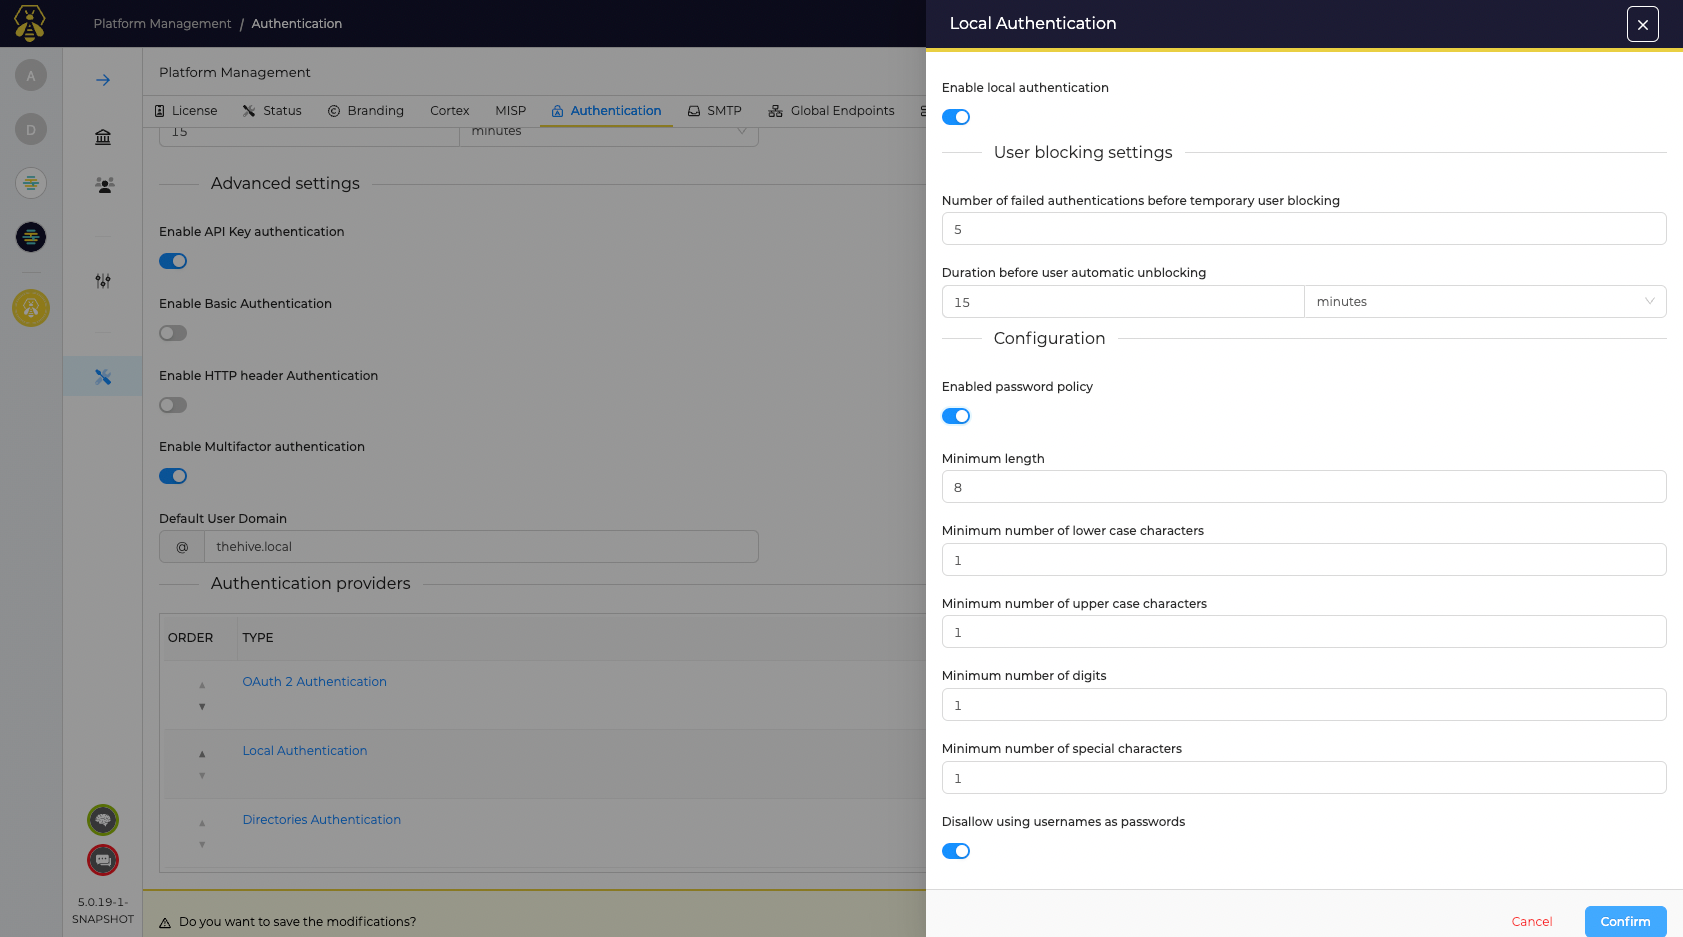 Platform Management / Authentication
Local Authentication
A
D
Platform Management
License
Status
Branding
Cortex
MISP
Authentication
SMTP
Global Endpoints
15
minutes
Advanced settings
Enable API Key authentication
Enable Basic Authentication
Enable HTTP header Authentication
Enable Multifactor authentication
Default User Domain
@
thehive.local
Authentication providers
ORDER
TYPE
OAuth 2 Authentication
Local Authentication
Directories Authentication
5.0.19-1-
SNAPSHOT
Do you want to save the modifications?
Enable local authentication
User blocking settings
Number of failed authentications before temporary user blocking
5
Duration before user automatic unblocking
15
minutes
Configuration
Enabled password policy
Minimum length
8
Minimum number of lower case characters
1
Minimum number of upper case characters
1
Minimum number of digits
1
Minimum number of special characters
1
Disallow using usernames as passwords
Cancel
Confirm